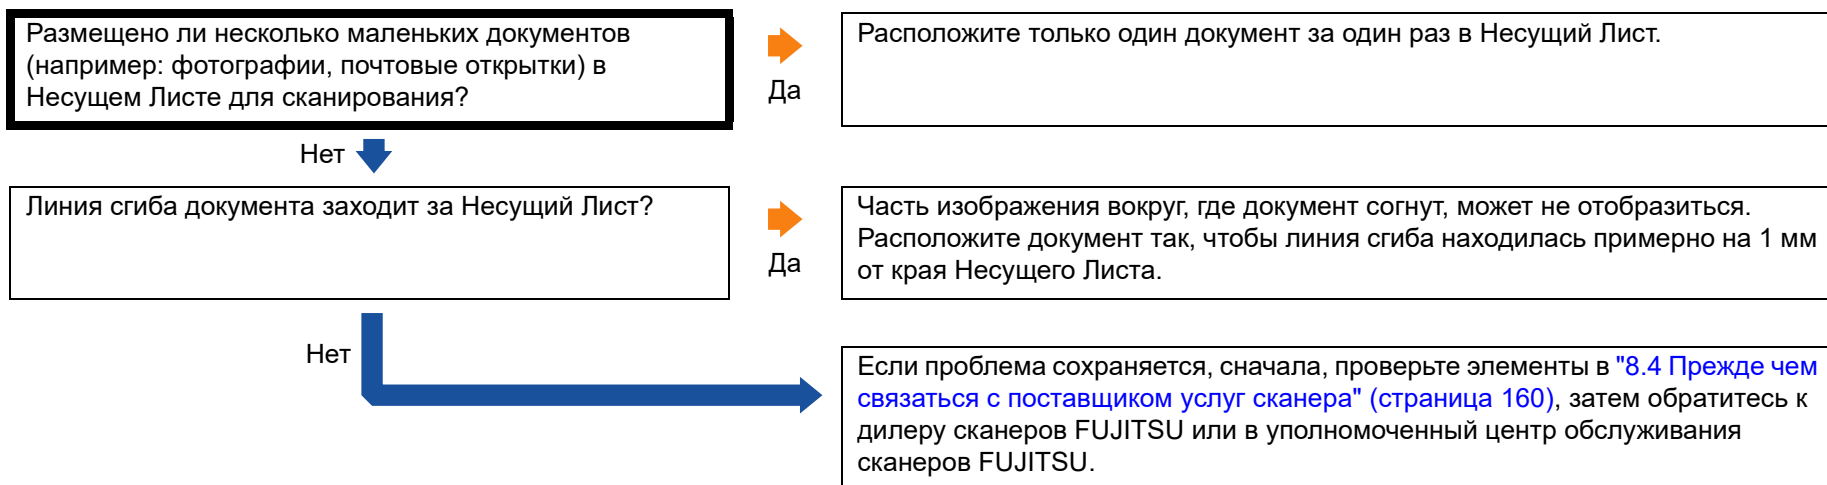 Размещено ли несколько маленьких документов
(например: фотографии, почтовые открытки) в
Несущем Листе для сканирования?
Да
Расположите только один документ за один раз в Несущий Лист.
Нет
Линия сгиба документа заходит за Несущий Лист?
Да
Часть изображения вокруг, где документ согнут, может не отобразиться.
Расположите документ так, чтобы линия сгиба находилась примерно на 1 мм
от края Несущего Листа.
Нет
Если проблема сохраняется, сначала, проверьте элементы в "8.4 Прежде чем
связаться с поставщиком услуг сканера" (страница 160), затем обратитесь к
дилеру сканеров FUJITSU или в уполномоченный центр обслуживания
сканеров FUJITSU.